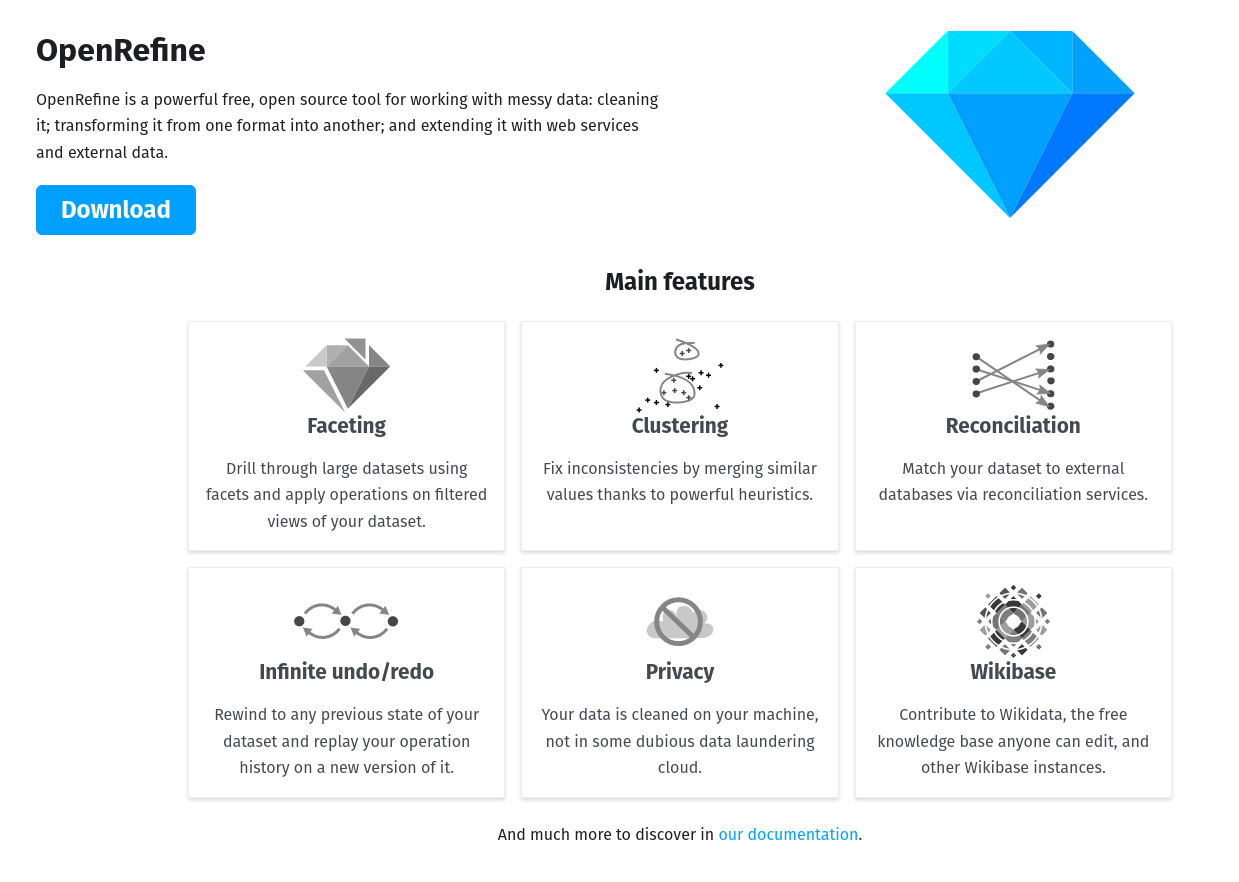 OpenRefine
OpenRefine is a powerful free, open source tool for working with messy data: cleaning
it; transforming it from one format into another; and extending it with web services
and external data.
Download
Main features
Faceting
Drill through large datasets using
facets and apply operations on filtered
views of your dataset.
Clustering
Fix inconsistencies by merging similar
values thanks to powerful heuristics.
Reconciliation
Match your dataset to external
databases via reconciliation services.
Infinite undo/redo
Rewind to any previous state of your
dataset and replay your operation
history on a new version of it.
Privacy
Your data is cleaned on your machine,
not in some dubious data laundering
cloud.
Wikibase
Contribute to Wikidata, the free
knowledge base anyone can edit, and
other Wikibase instances.
And much more to discover in our documentation.